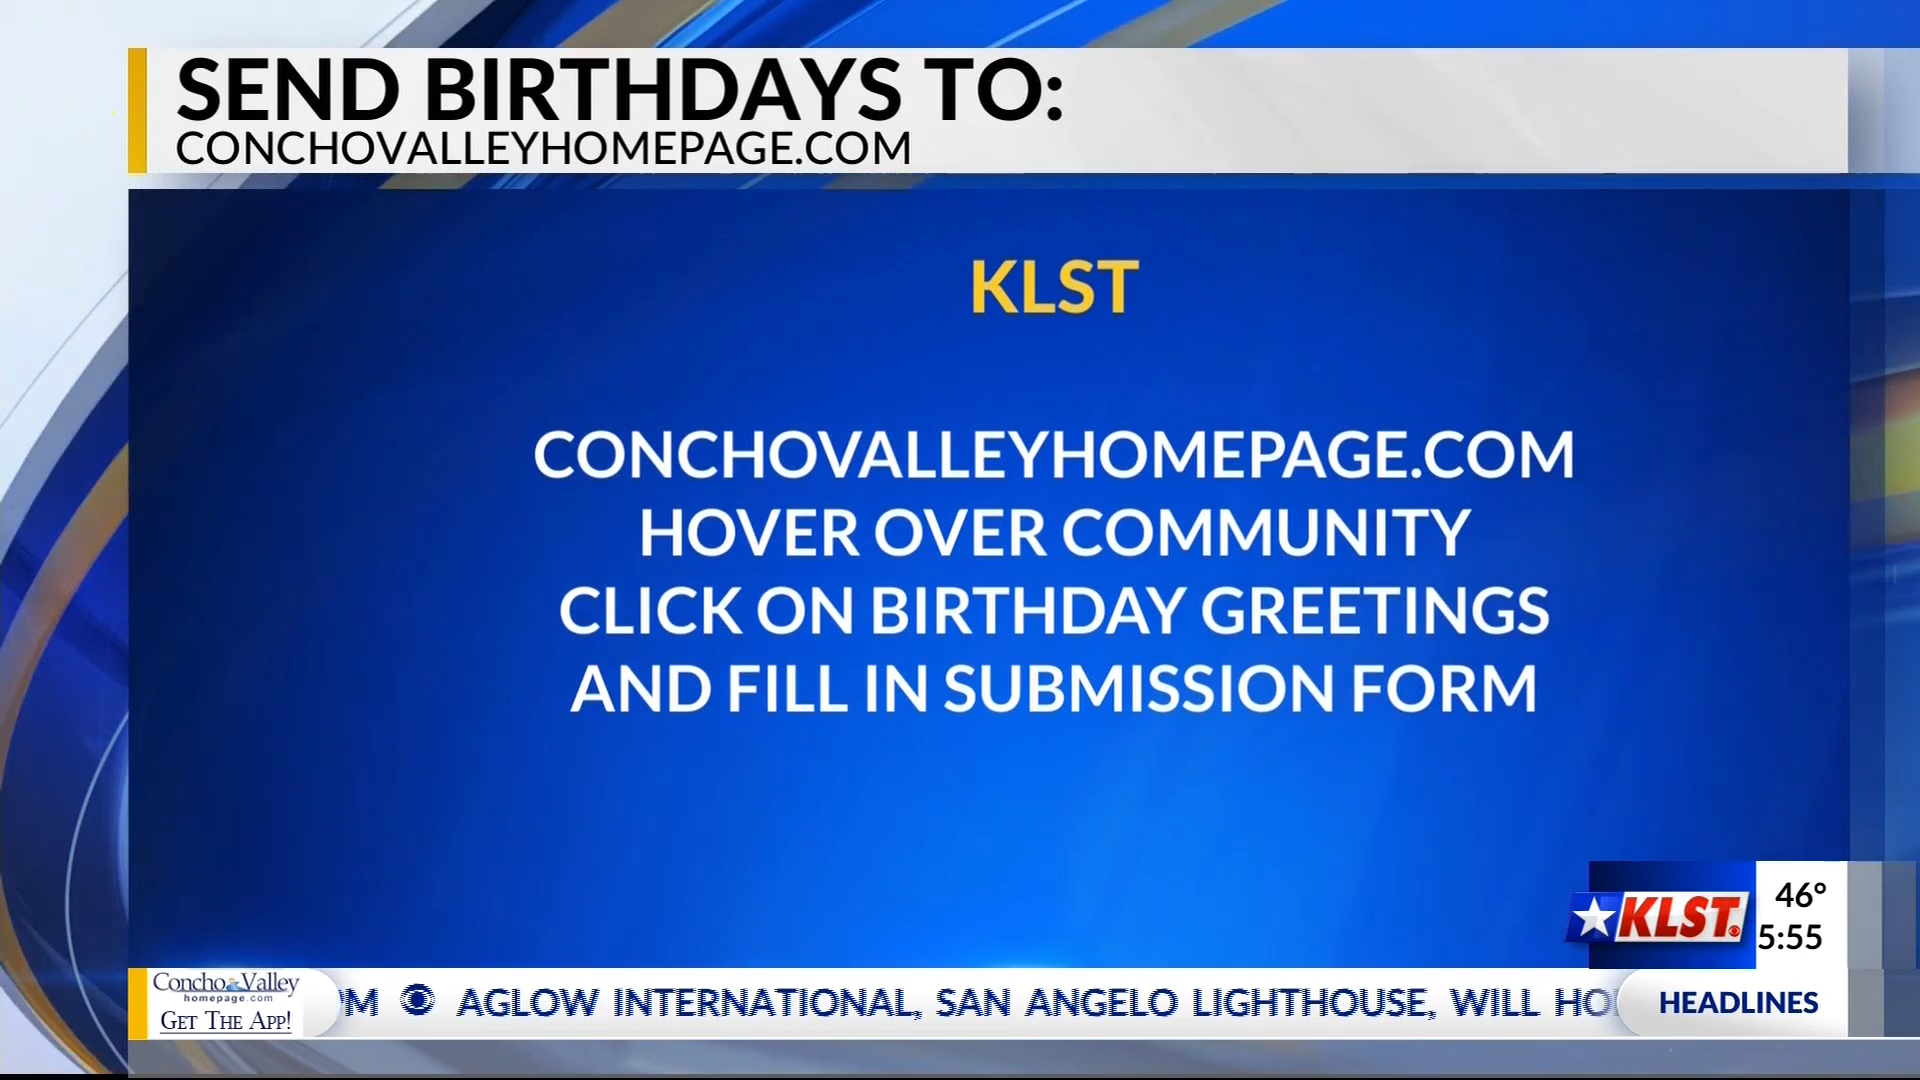 SEND BIRTHDAYS TO:
CONCHOVALLEYHOMEPAGE.COM
KLST
CONCHOVALLEYHOMEPAGE.COM
HOVER OVER COMMUNITY
CLICK ON BIRTHDAY GREETINGS
AND FILL IN SUBMISSION FORM
KLST
46°
5:55
Concho Valley
homepage.com
GET THE APP!
AGLOW INTERNATIONAL, SAN ANGELO LIGHTHOUSE, WILL
HEADLINES